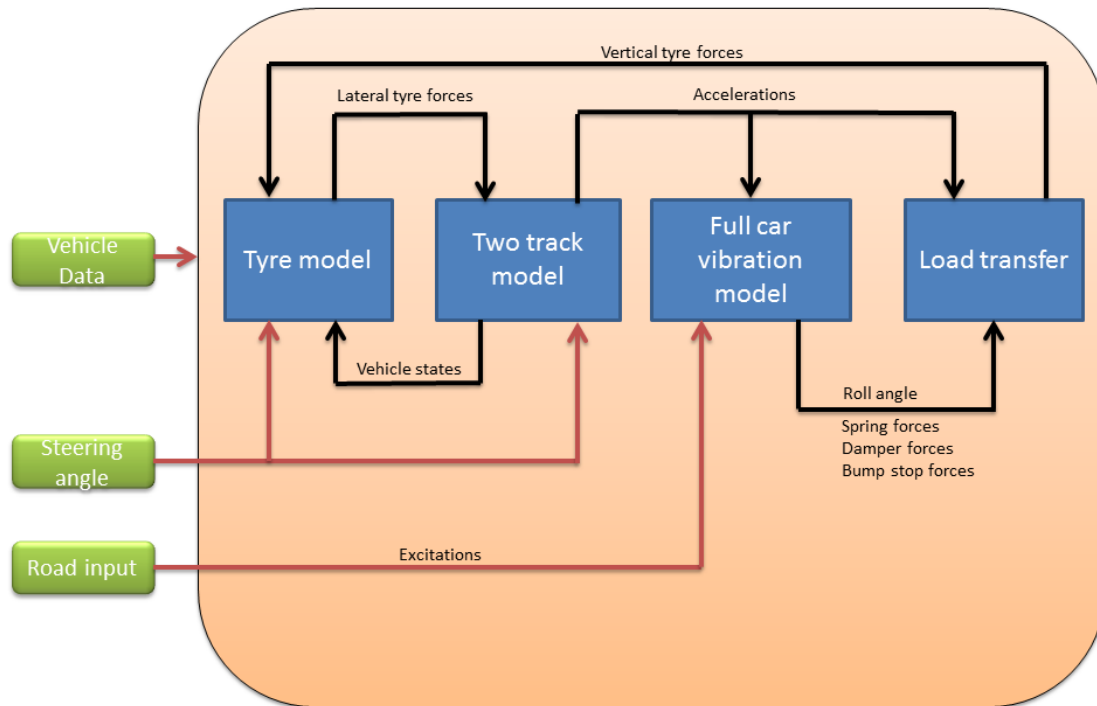 Vertical tyre forces
Lateral tyre forces
Accelerations
Tyre model
Two track
model
Full car
vibration
model
Load transfer
Vehicle
Data
Vehicle states
Roll angle
Spring forces
Damper forces
Bump stop forces
Steering
angle
Excitations
Road input